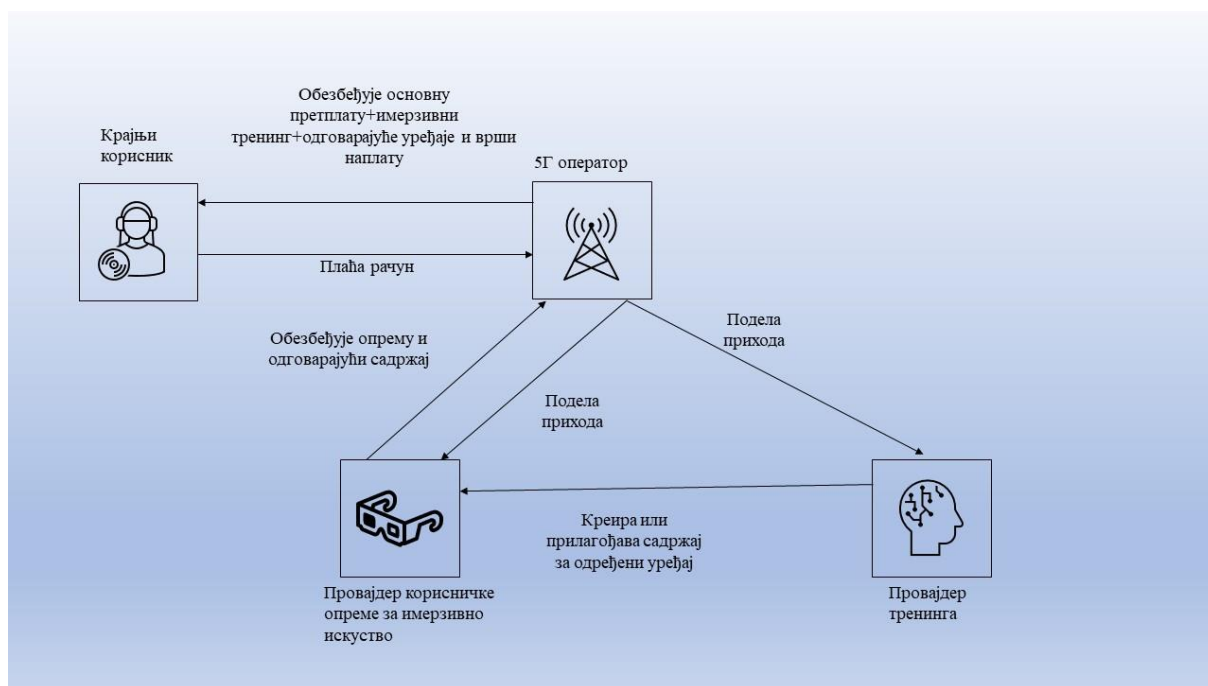 Обезбеђује основну
претплату+имерзивни
тренинг+одговарајуће уређаје и врши
наплату
Крајњи
корисник
5Г оператор
Плаћа рачун
Обезбеђује опрему и
одговарајући садржај
Подела
прихода
Подела
прихода
Креира или
прилагођава садржај
за одређени уређај
Провајдер корисничке
опреме за имерзивно
искуство
Провајдер
тренинга